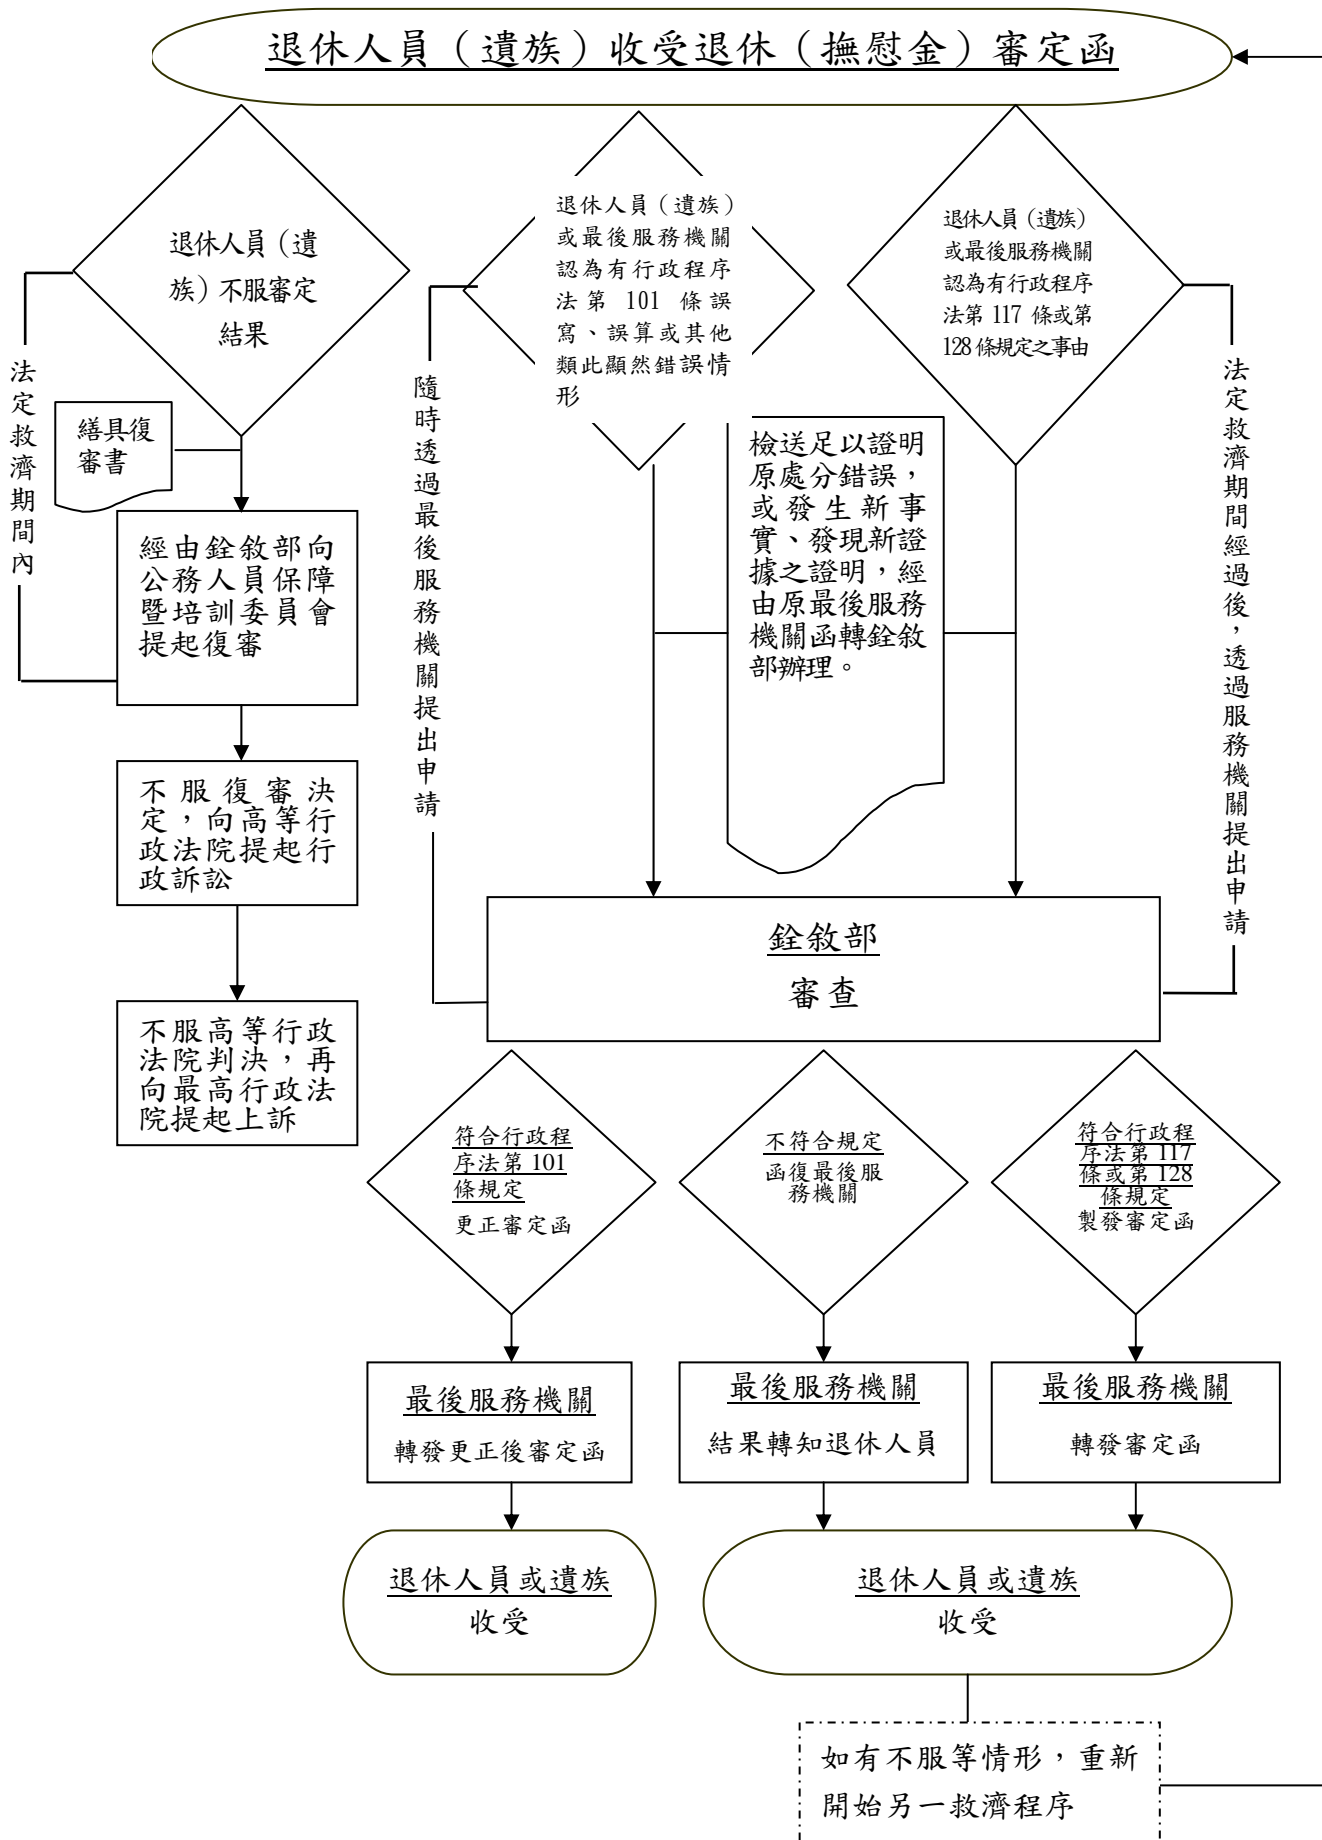 退休人員（遺族）收受退休（撫慰金）審定函
退休人員（遺
族）不服審定
結果
退休人員（遺族）
或最後服務機關
認為有行政程序
法第 101 條誤
寫、誤算或其他
類此顯然錯誤情
形
退休人員（遺族）
或最後服務機關
認為有行政程序
法第 117 條或第
128 條規定之事由
法定救濟期間內
繕具復
審書
隨時透過最後服務機關提出申請
檢送足以證明
原處分錯誤，
或發生新事
實、發現新證
據之證明，經
由原最後服務
機關函轉銓敘
部辦理。
法定救濟期間經過後，透過服務機關提出申請
經由銓敘部向
公務人員保障
暨培訓委員會
提起復審
不服復審決
定，向高等行
政法院提起行
政訴訟
不服高等行政
法院判決，再
向最高行政法
院提起上訴
銓敘部
審查
符合行政程
序法第 101
條規定
更正審定函
不符合規定
函復最後服
務機關
符合行政程
序法第 117
條或第 128
條規定
製發審定函
最後服務機關
轉發更正後審定函
最後服務機關
結果轉知退休人員
最後服務機關
轉發審定函
退休人員或遺族
收受
退休人員或遺族
收受
如有不服等情形，重新
開始另一救濟程序